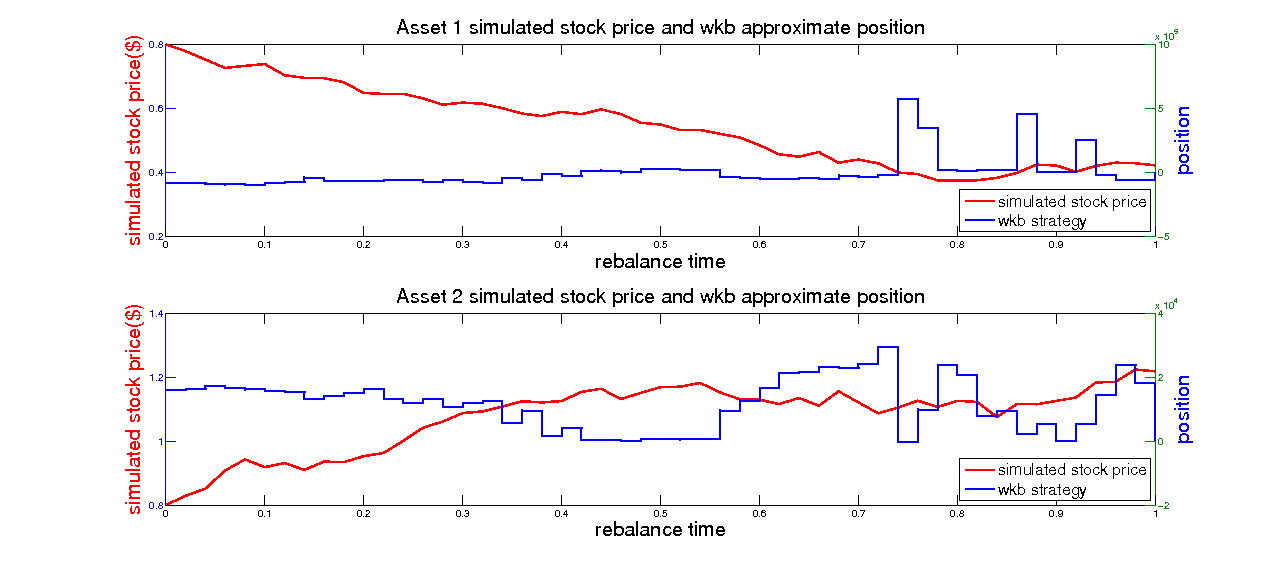 Asset 1 simulated stock price and wkb approximate position
x 10^5
simulated stock price($)
0.8
0.6
0.4
0.2
10
5
0
-5
position
simulated stock price
wkb strategy
0 0.1 0.2 0.3 0.4 0.5 0.6 0.7 0.8 0.9 1
rebalance time
Asset 2 simulated stock price and wkb approximate position
x 10^4
simulated stock price($)
1.4
1.2
1
0.8
4
2
0
-2
position
simulated stock price
wkb strategy
0 0.1 0.2 0.3 0.4 0.5 0.6 0.7 0.8 0.9 1
rebalance time